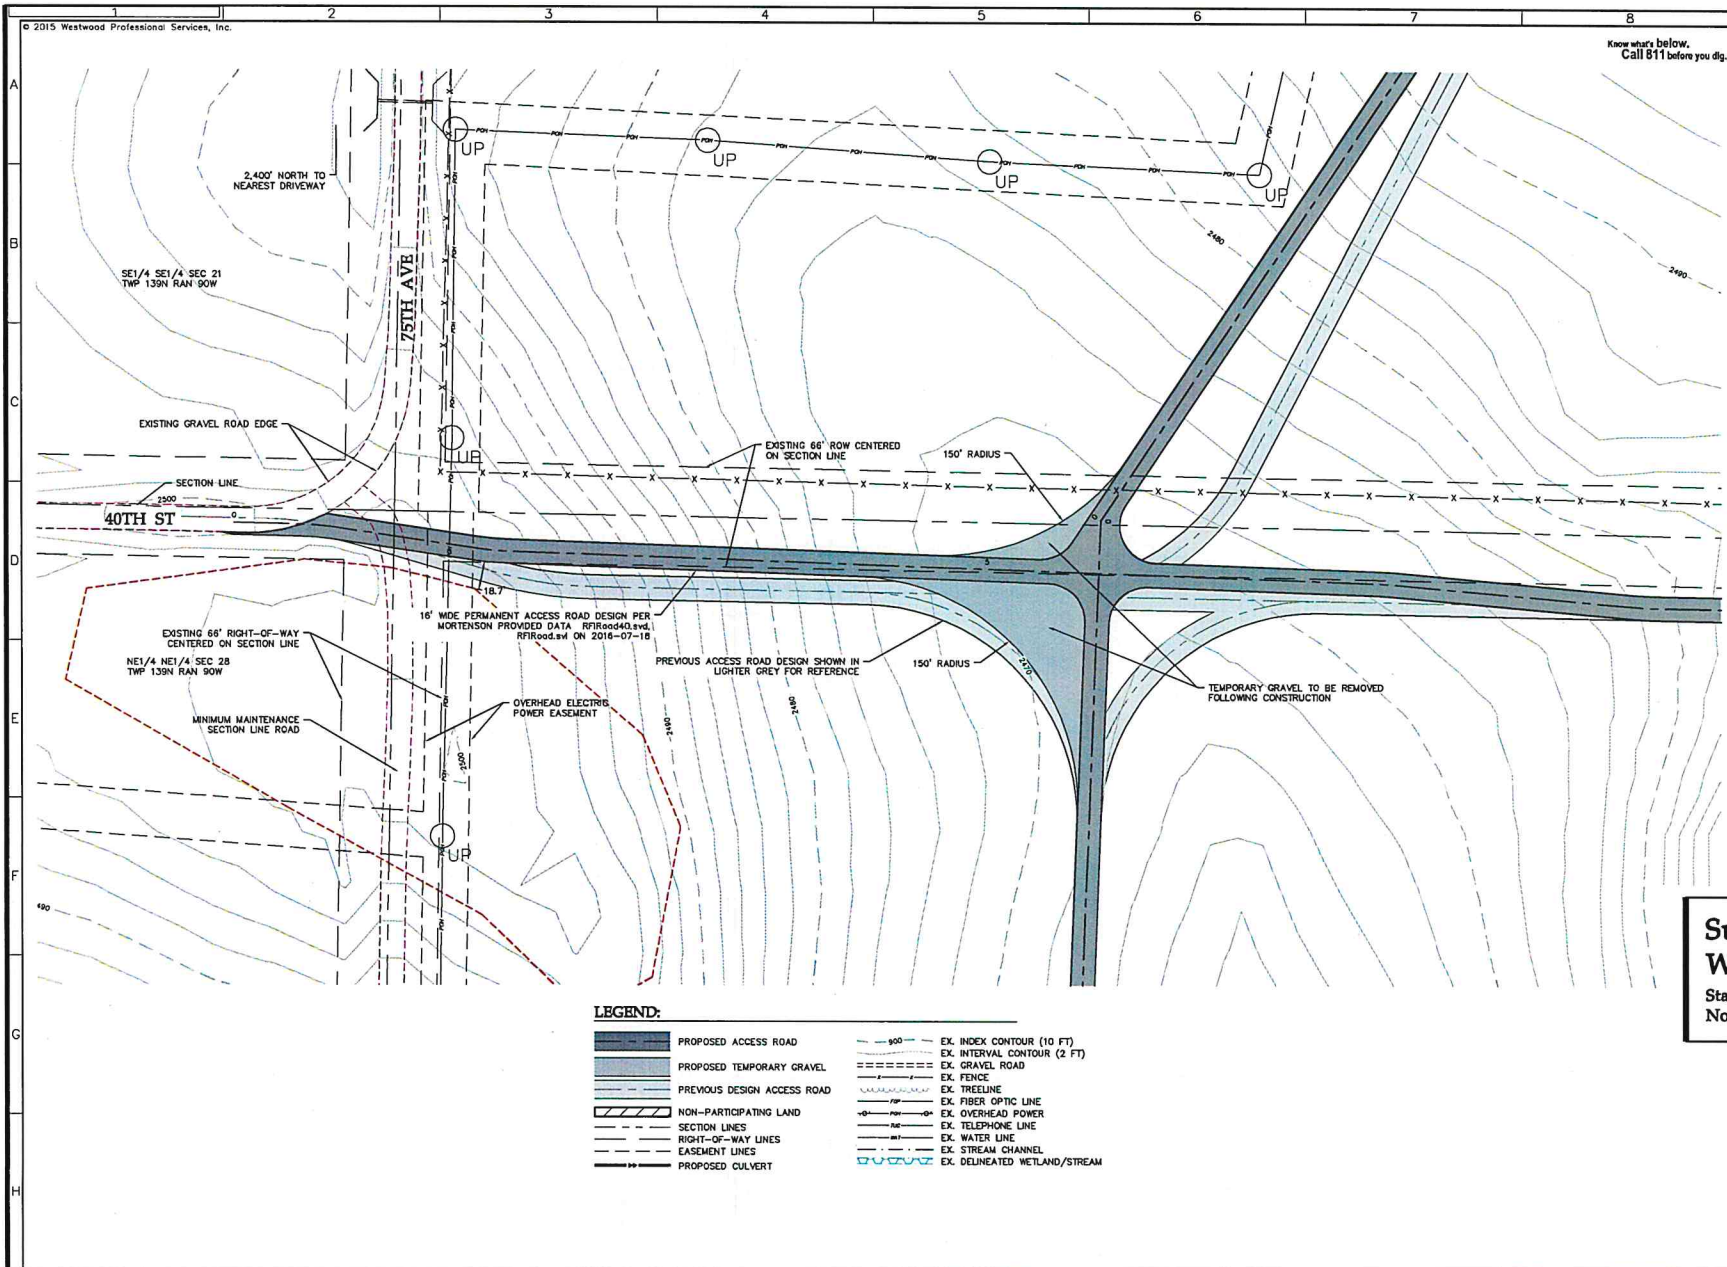 1 2 3 4 5 6 7 8
© 2015 Westwood Professional Services, Inc.
Know what's below.
Call 811 before you dig.
A
B
C
D
E
F
G
H
UP
UP
UP
UP
2,400' NORTH TO
NEAREST DRIVEWAY
SE1/4 SE1/4 SEC 21
TWP 139N RAN 90W
75TH AVE
2480
2490
EXISTING GRAVEL ROAD EDGE
UP
EXISTING 66' ROW CENTERED
ON SECTION LINE
150' RADIUS
SECTION LINE
2500
40TH ST
18.7
16' WIDE PERMANENT ACCESS ROAD DESIGN PER
MORTENSON PROVIDED DATA RFIRoad40.svd,
RFIRoad.svl ON 2016-07-18
EXISTING 66' RIGHT-OF-WAY
CENTERED ON SECTION LINE
NE1/4 NE1/4 SEC 28
TWP 139N RAN 90W
PREVIOUS ACCESS ROAD DESIGN SHOWN IN
LIGHTER GREY FOR REFERENCE
150' RADIUS
2470
TEMPORARY GRAVEL TO BE REMOVED
FOLLOWING CONSTRUCTION
OVERHEAD ELECTRIC
POWER EASEMENT
MINIMUM MAINTENANCE
SECTION LINE ROAD
2500
2490
2480
UP
490
Sta
No
LEGEND:
PROPOSED ACCESS ROAD
PROPOSED TEMPORARY GRAVEL
PREVIOUS DESIGN ACCESS ROAD
NON-PARTICIPATING LAND
SECTION LINES
RIGHT-OF-WAY LINES
EASEMENT LINES
PROPOSED CULVERT
900 EX. INDEX CONTOUR (10 FT)
EX. INTERVAL CONTOUR (2 FT)
EX. GRAVEL ROAD
EX. FENCE
EX. TREELINE
EX. FIBER OPTIC LINE
EX. OVERHEAD POWER
EX. TELEPHONE LINE
EX. WATER LINE
EX. STREAM CHANNEL
EX. DELINEATED WETLAND/STREAM